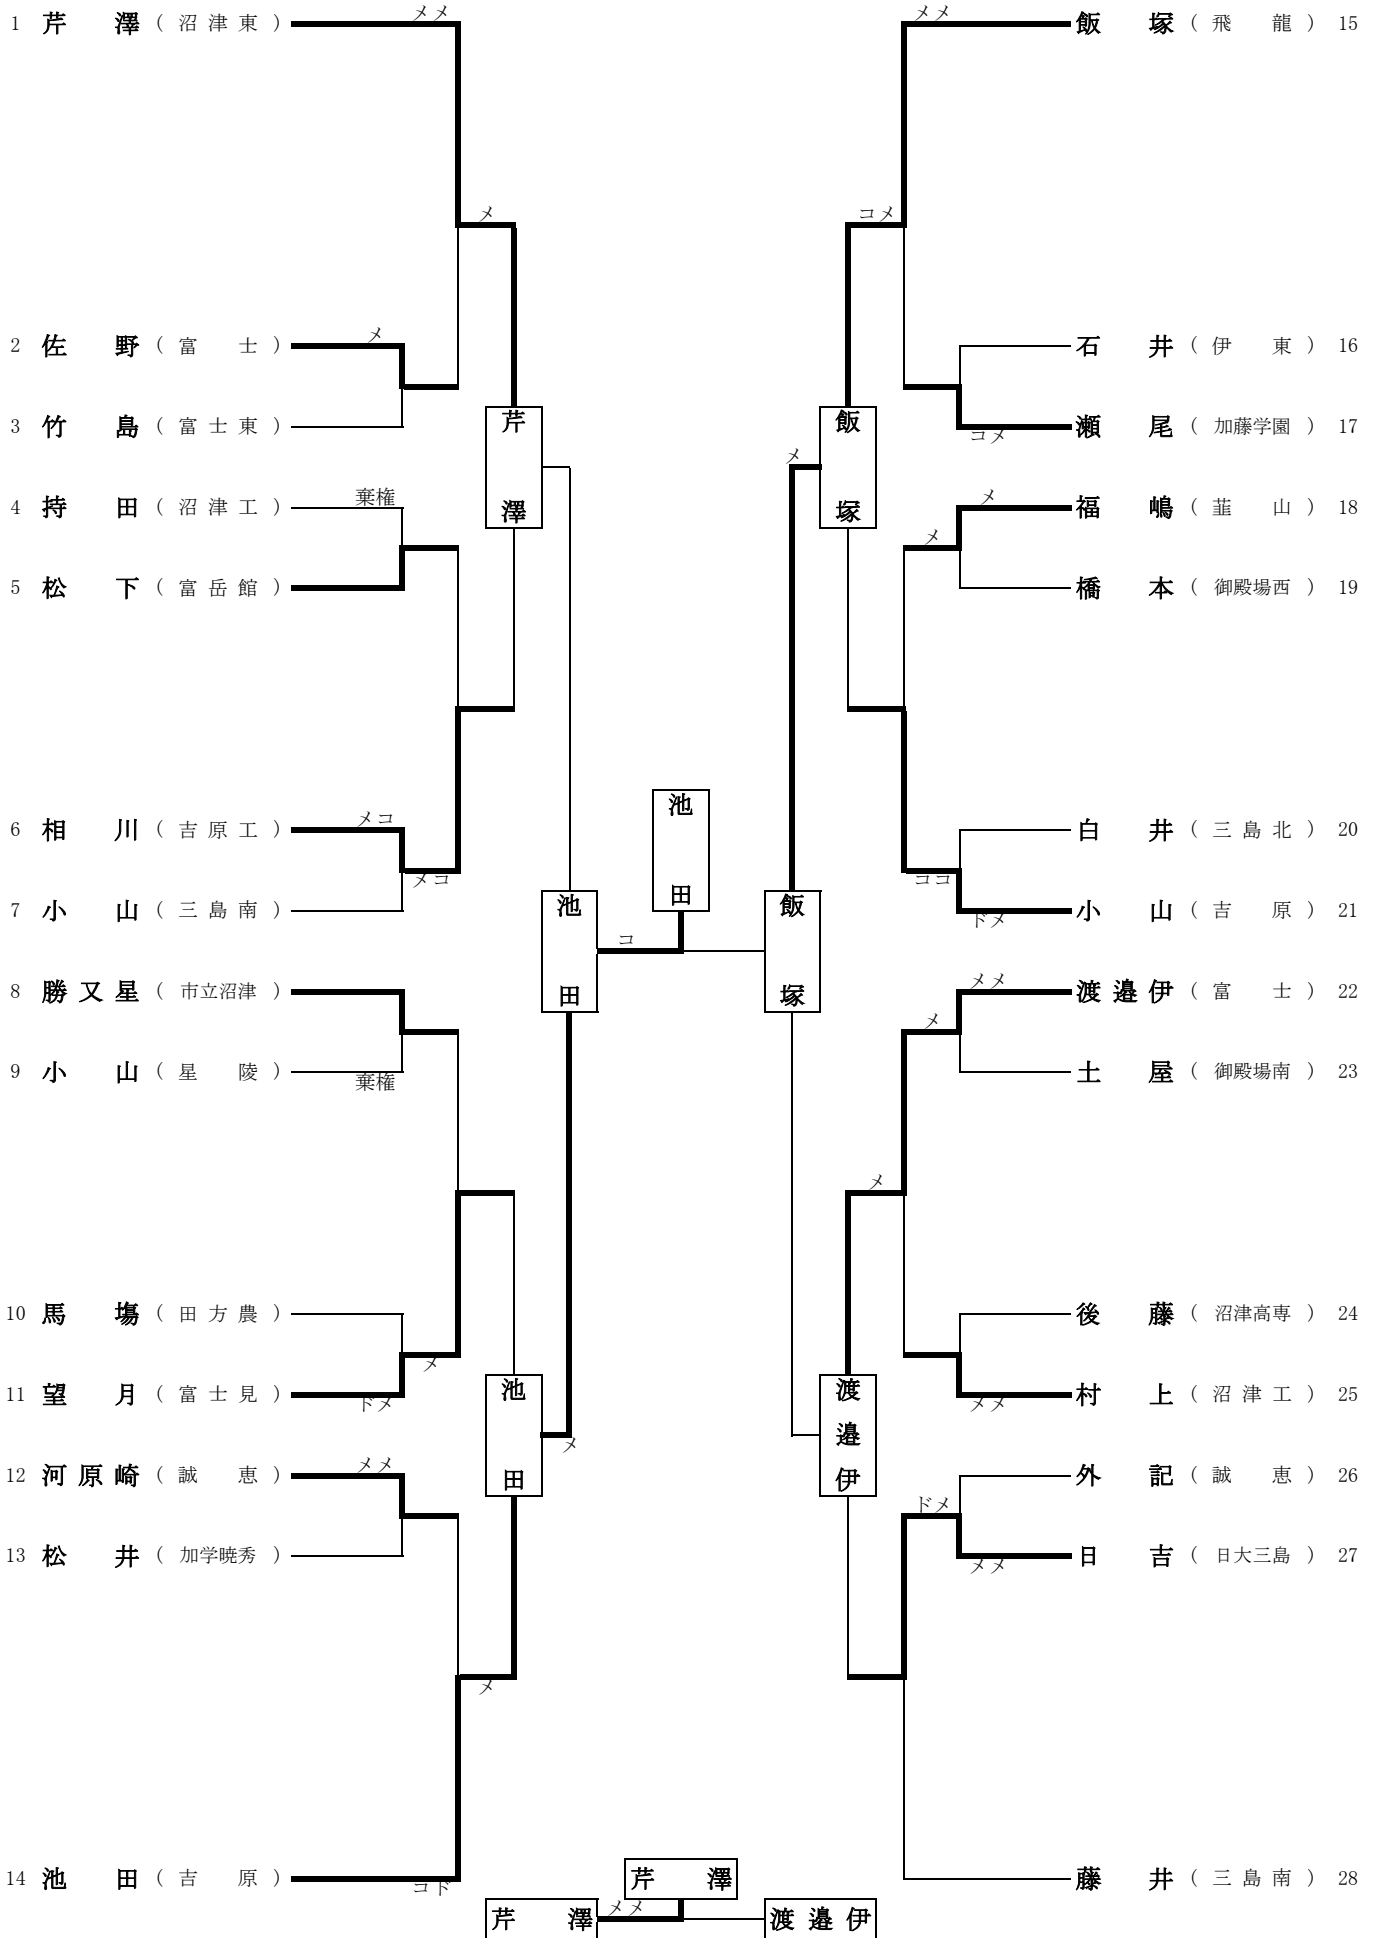 メメ
1 芹 澤 （ 沼 津 東 ）
メ
メ
2 佐 野 （ 富 士 ）
3 竹 島 （ 富 士 東 ）
棄権
4 持 田 （ 沼 津 工 ）
5 松 下 （ 富 岳 館 ）
メコ
6 相 川 （ 吉 原 工 ）
メコ
7 小 山 （ 三 島 南 ）
8 勝 又 星 （ 市立沼津 ）
9 小 山 （ 星 陵 ）
棄権
10 馬 塲 （ 田 方 農 ）
メ
11 望 月 （ 富 士 見 ）
ドメ
メメ
12 河 原 崎 （ 誠 恵 ）
13 松 井 （ 加学暁秀 ）
メ
14 池 田 （ 吉 原 ）
コド
芹 澤
池 田
メ
池 田
コ
池 田
飯 塚
メ
飯 塚
渡 邉 伊
メメ
飯 塚 （ 飛 龍 ） 15
コメ
石 井 （ 伊 東 ） 16
瀬 尾 （ 加藤学園 ） 17
コメ
メ
福 嶋 （ 韮 山 ） 18
メ
橋 本 （ 御殿場西 ） 19
白 井 （ 三 島 北 ） 20
ココ
小 山 （ 吉 原 ） 21
ドメ
メメ
渡 邉 伊 （ 富 士 ） 22
メ
土 屋 （ 御殿場南 ） 23
メ
後 藤 （ 沼津高専 ） 24
村 上 （ 沼 津 工 ） 25
メメ
外 記 （ 誠 恵 ） 26
ドメ
日 吉 （ 日大三島 ） 27
メメ
藤 井 （ 三 島 南 ） 28
芹 澤
芹 澤 メメ 渡 邉 伊